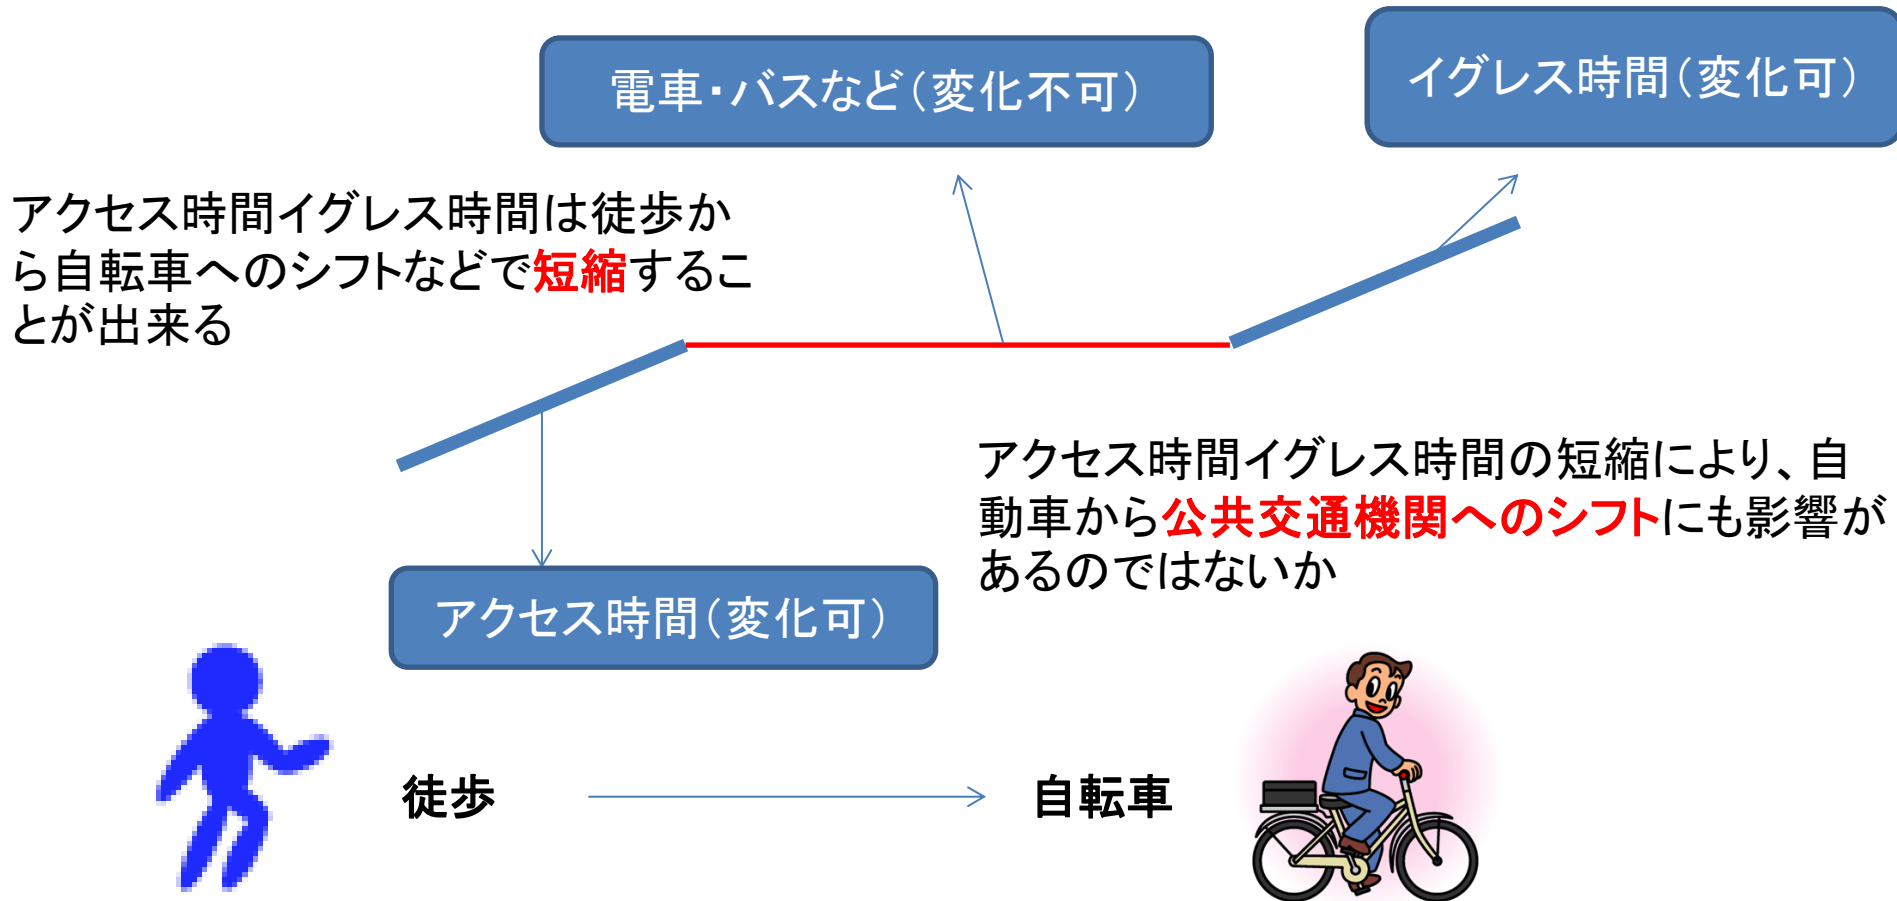 電車・バスなど（変化不可）
イグレス時間（変化可）
アクセス時間イグレス時間は徒歩か
ら自転車へのシフトなどで短縮するこ
とが出来る
アクセス時間イグレス時間の短縮により、自
動車から公共交通機関へのシフトにも影響が
あるのではないか
アクセス時間（変化可）
徒歩
自転車